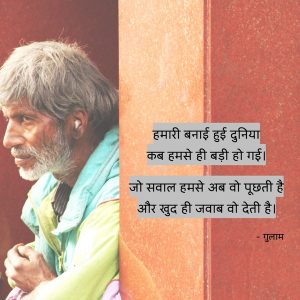 हमारी बनाई हुई दुनिया
कब हमसे ही बड़ी हो गई।
जो सवाल हमसे अब वो पूछती है
और खुद ही जवाब वो देती है।
- गुलाम